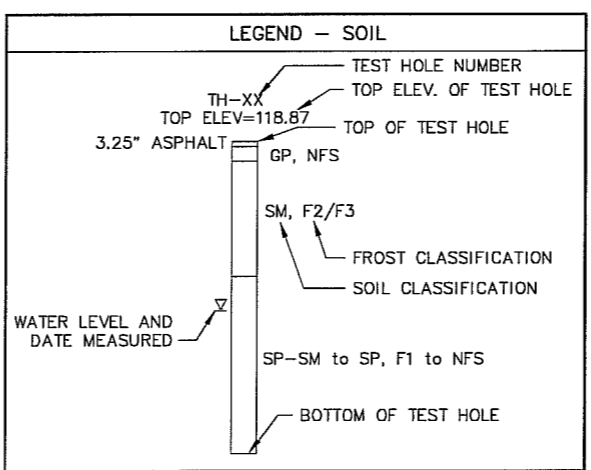 LEGEND – SOIL
TEST HOLE NUMBER
TH–XX
TOP ELEV. OF TEST HOLE
TOP ELEV=118.87
TOP OF TEST HOLE
3.25" ASPHALT
GP, NFS
SM, F2/F3
FROST CLASSIFICATION
SOIL CLASSIFICATION
WATER LEVEL AND
DATE MEASURED
SP–SM to SP, F1 to NFS
BOTTOM OF TEST HOLE